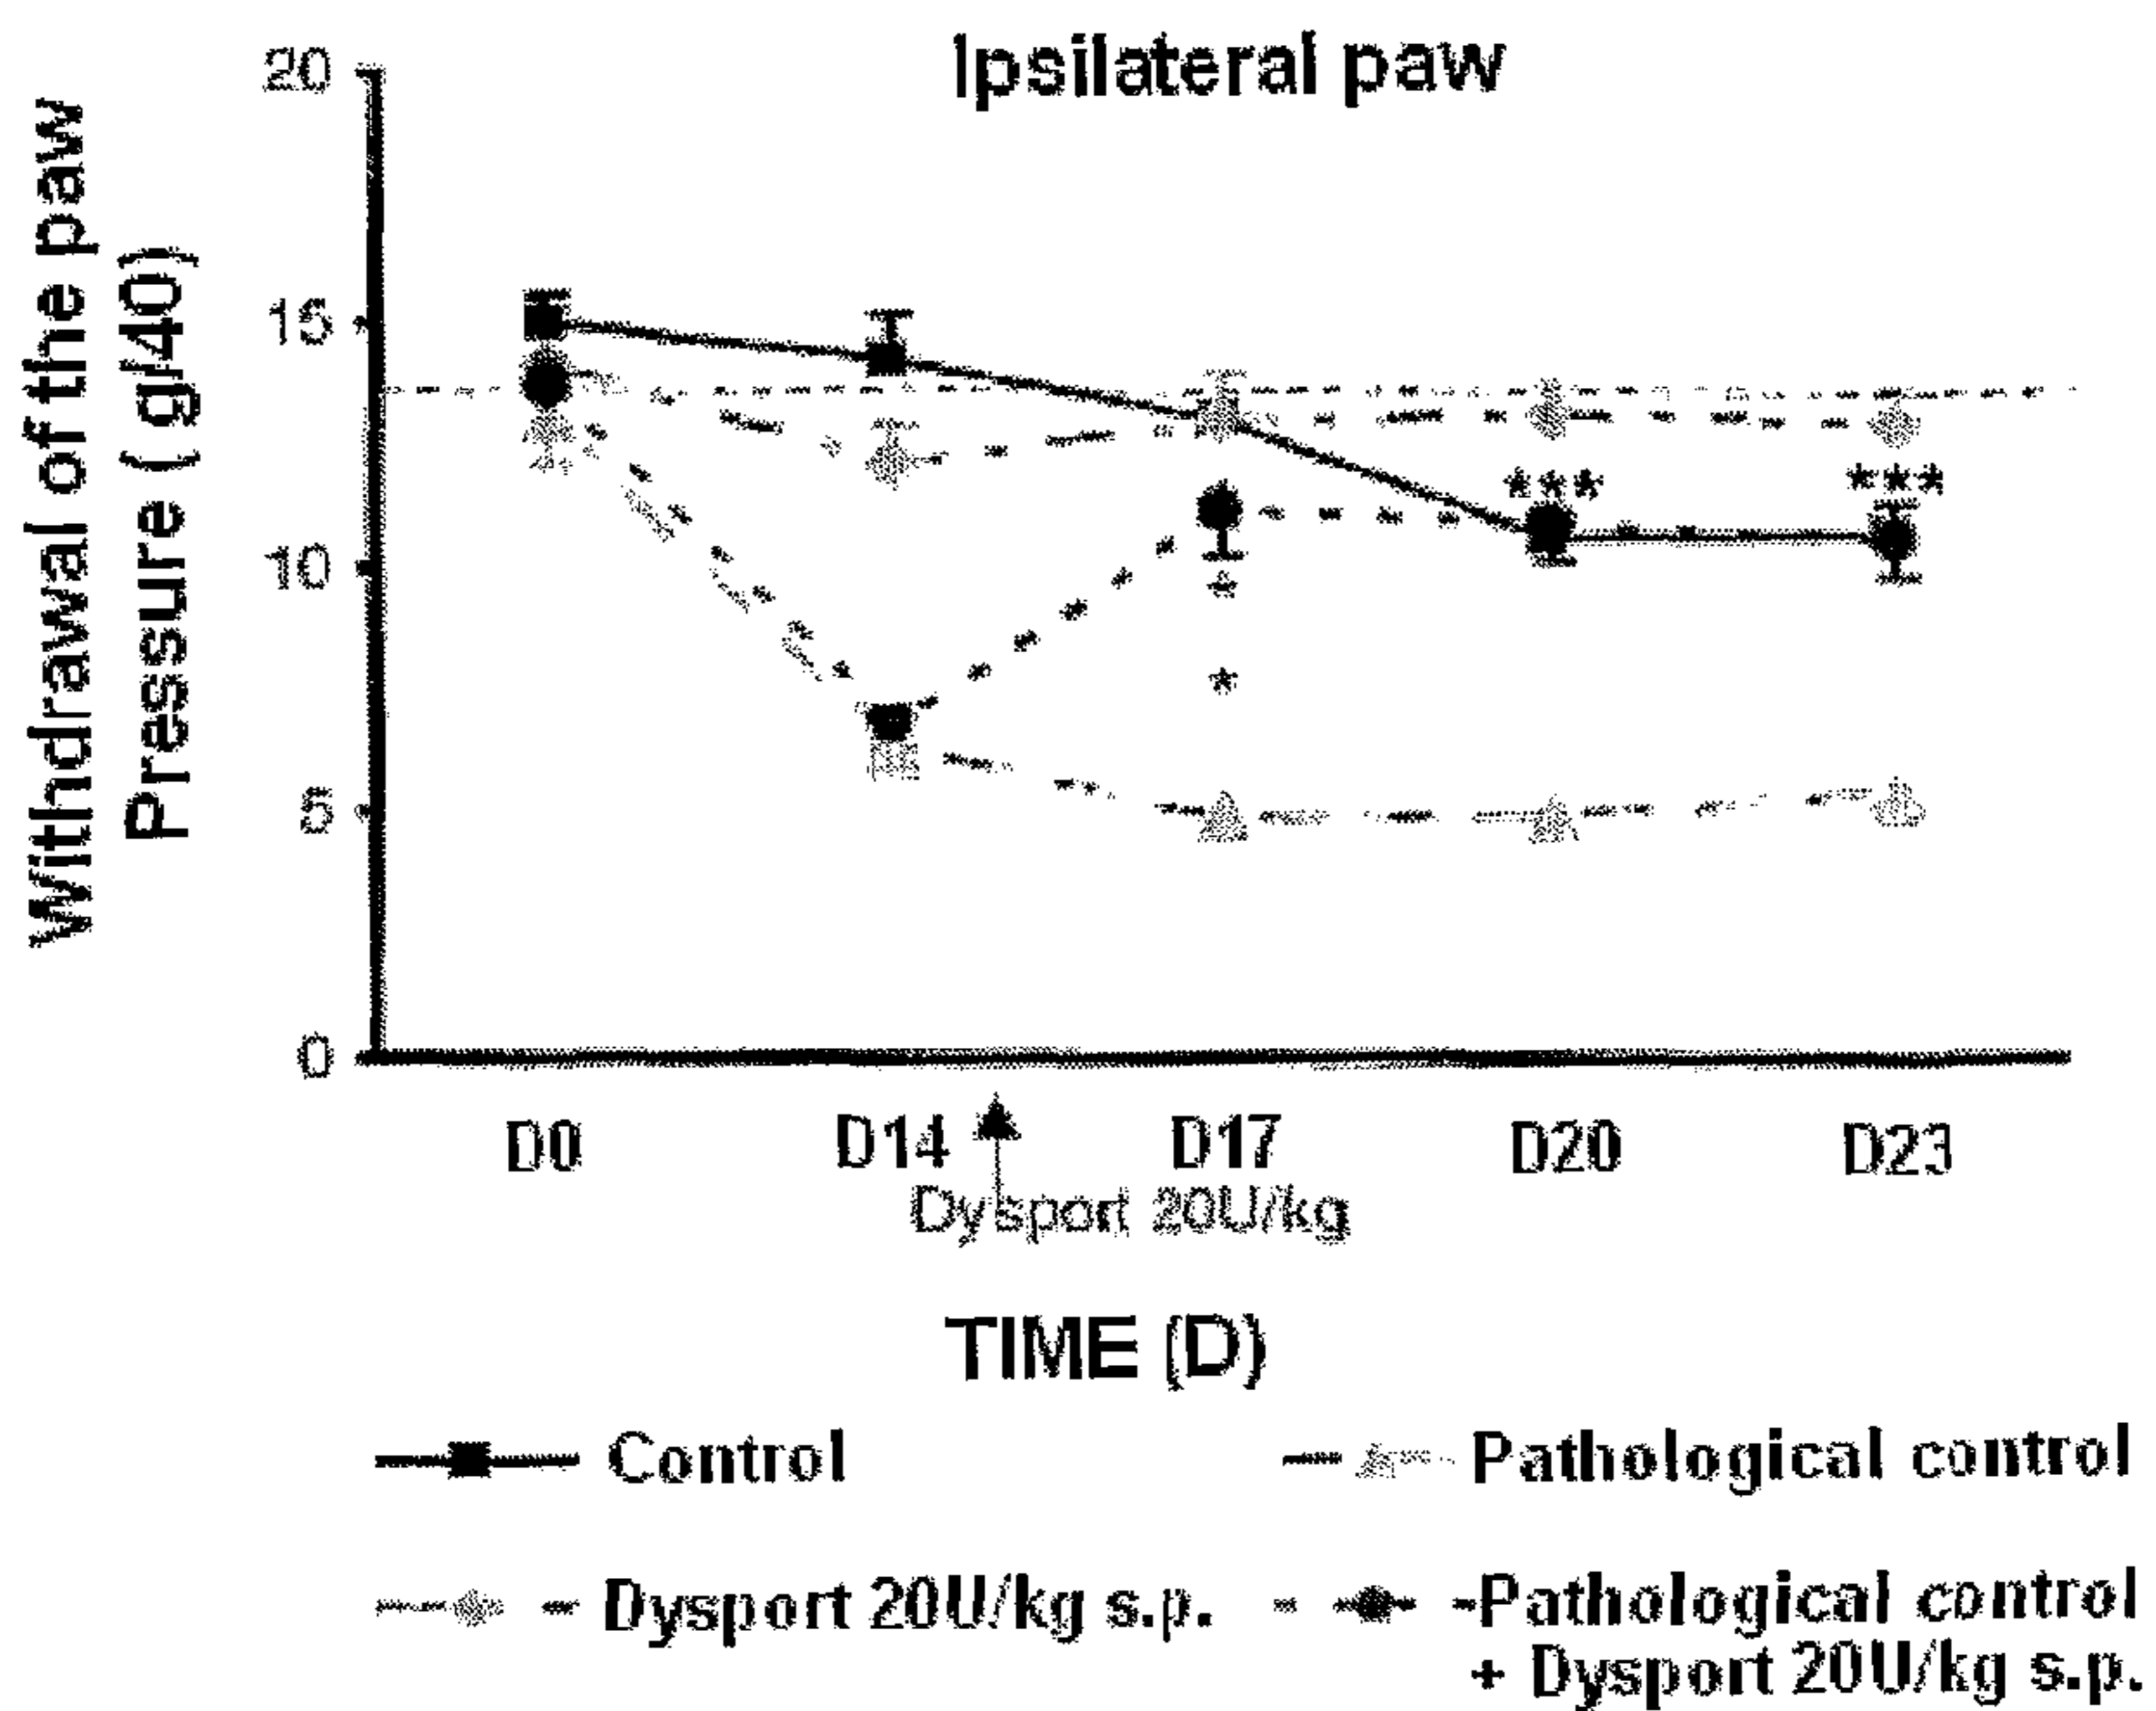 Ipsilateral paw
Withdrawal of the paw
Pressure ( g/40)
20
15
10
5
0
***
***
*
*
D0 D14 D17 D20 D23
Dysport 20U/kg
TIME (D)
Control
Pathological control
Dysport 20U/kg s.p.
Pathological control
+ Dysport 20U/kg s.p.